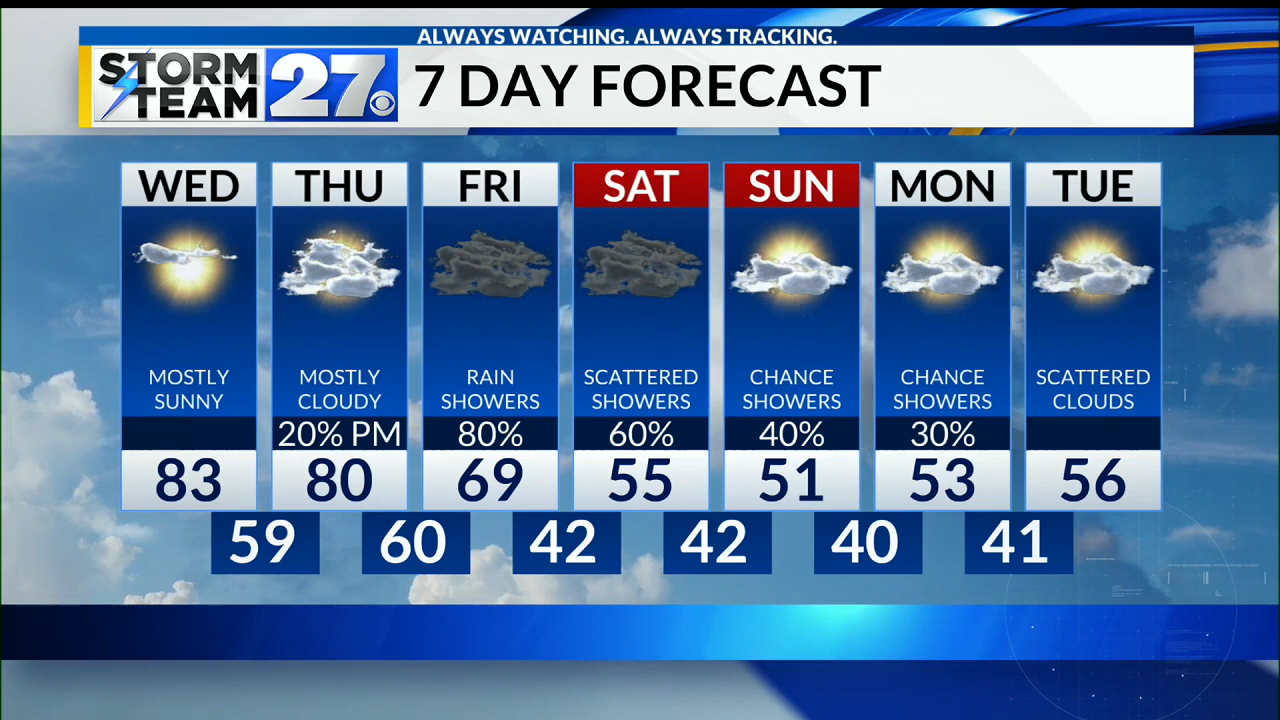 ALWAYS WATCHING. ALWAYS TRACKING.
STORM
TEAM
27
7 DAY FORECAST
WED THU FRI SAT SUN MON TUE
MOSTLY MOSTLY RAIN SCATTERED CHANCE CHANCE SCATTERED
SUNNY CLOUDY SHOWERS SHOWERS SHOWERS SHOWERS CLOUDS
20% PM 80% 60% 40% 30%
83 80 69 55 51 53 56
59 60 42 42 40 41